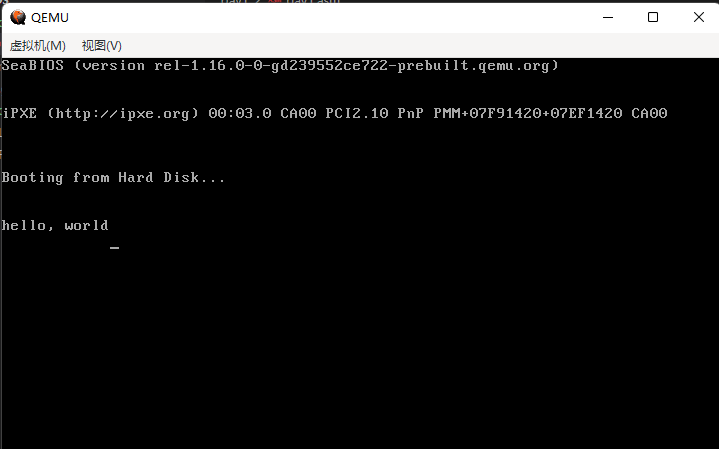 QEMU
虚拟机(M) 视图(V)
SeaBIOS (version rel-1.16.0-0-gd239552ce722-prebuilt.qemu.org)
iPXE (http://ipxe.org) 00:03.0 CA00 PCI2.10 PnP PMM+07F91420+07EF1420 CA00
Booting from Hard Disk...
hello, world